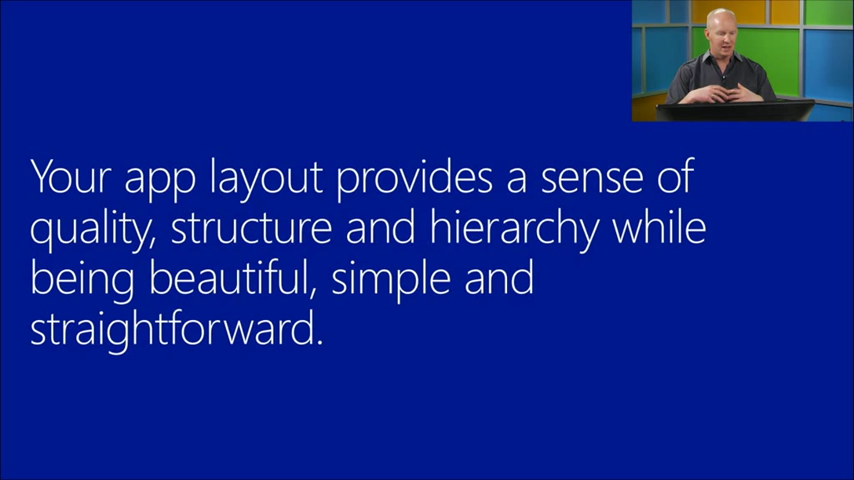 Your app layout provides a sense of
quality, structure and hierarchy while
being beautiful, simple and
straightforward.